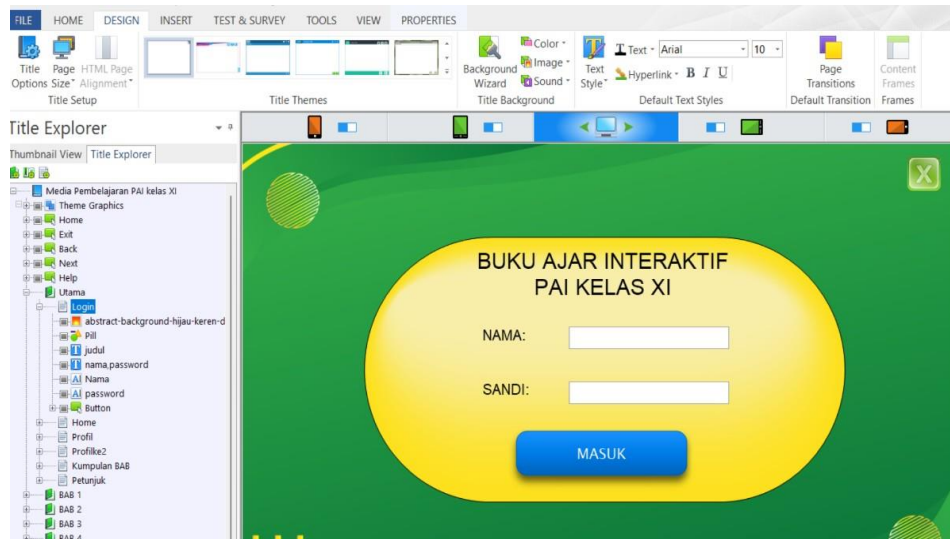 FILE HOME DESIGN INSERT TEST & SURVEY TOOLS VIEW PROPERTIES
Title Options
Page Size
HTML Page Alignment
Title Setup
Title Themes
Background Wizard
Color
Image
Sound
Title Background
Text Style
Text Arial 10
Hyperlink B I U
Default Text Styles
Page Transitions
Default Transition
Content Frames
Frames
Title Explorer
Thumbnail View Title Explorer
Media Pembelajaran PAI kelas XI
Theme Graphics
Home
Exit
Back
Next
Help
Utama
Login
abstract-background-hijau-keren-d
Pill
judul
nama,password
Nama
password
Button
Home
Profil
Profilke2
Kumpulan BAB
Petunjuk
BAB 1
BAB 2
BAB 3
BAB 4
X
BUKU AJAR INTERAKTIF
PAI KELAS XI
NAMA:
SANDI:
MASUK